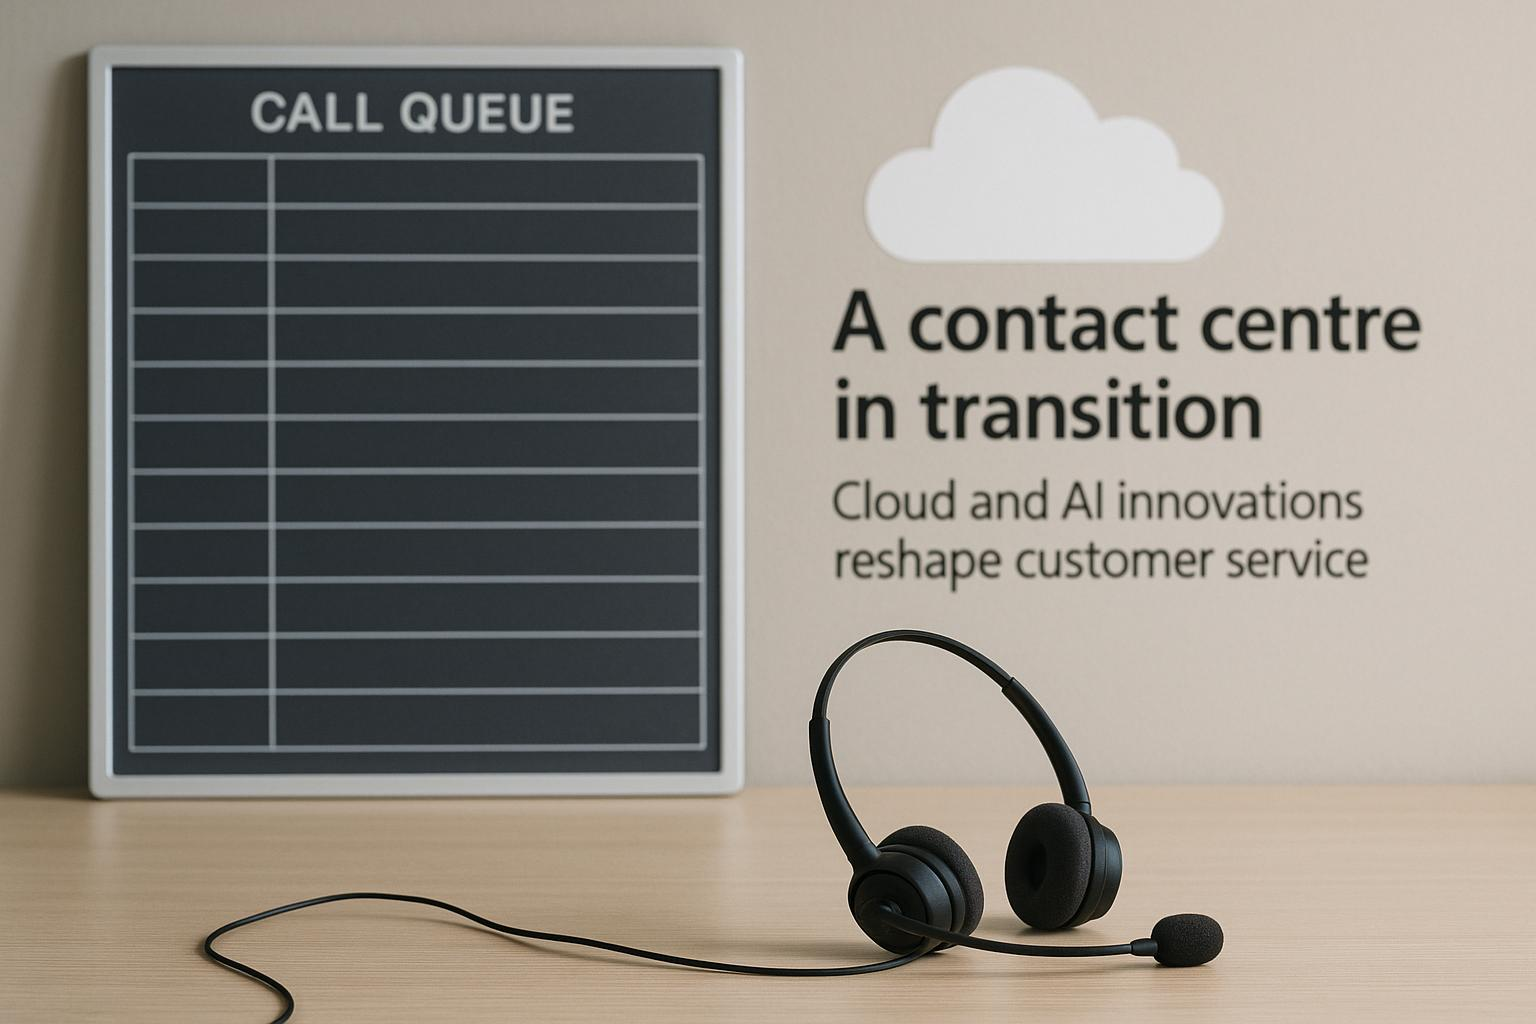 CALL QUEUE
A contact centre
in transition
Cloud and AI innovations
reshape customer service